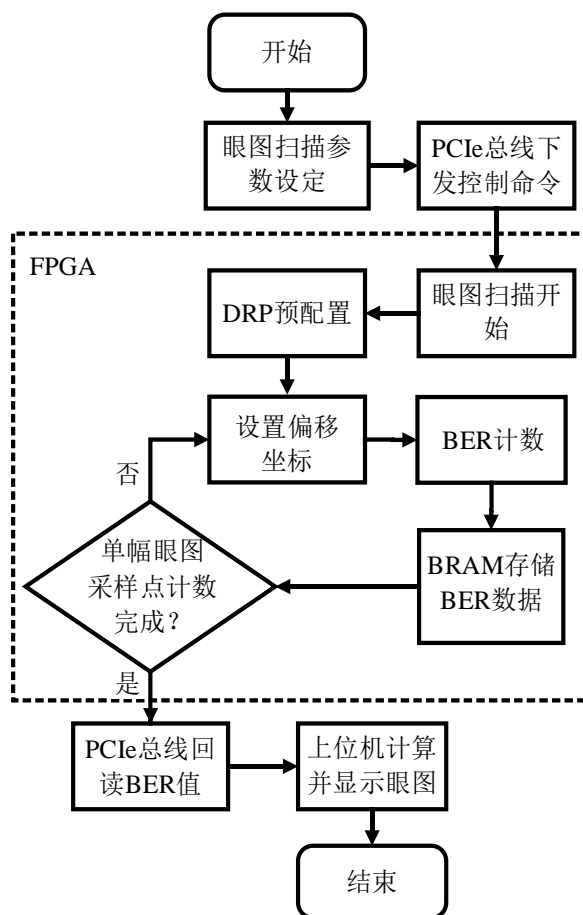 开始
眼图扫描参
数设定
PCIe总线下
发控制命令
FPGA
眼图扫描开
始
DRP预配置
设置偏移
坐标
BER计数
否
单幅眼图
采样点计数
完成？
BRAM存储
BER数据
是
PCIe总线回
读BER值
上位机计算
并显示眼图
结束